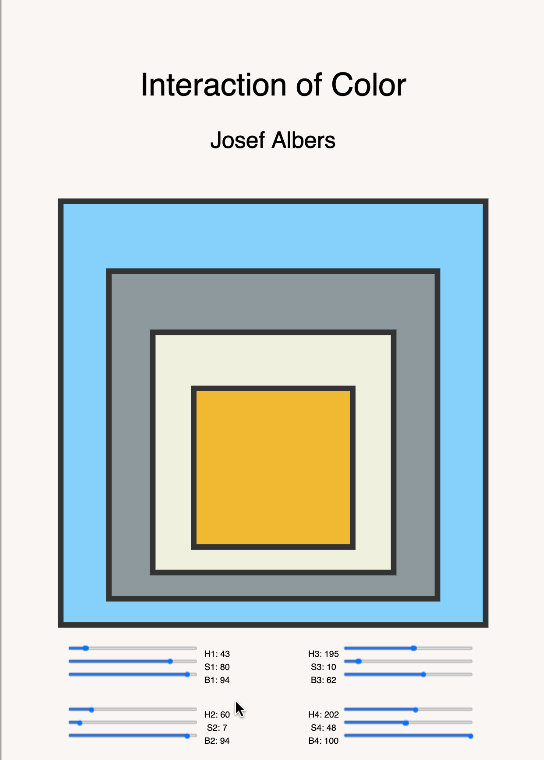 Interaction of Color
Josef Albers
H1: 43
S1: 80
B1: 94
H3: 195
S3: 10
B3: 62
H2: 60
S2: 7
B2: 94
H4: 202
S4: 48
B4: 100